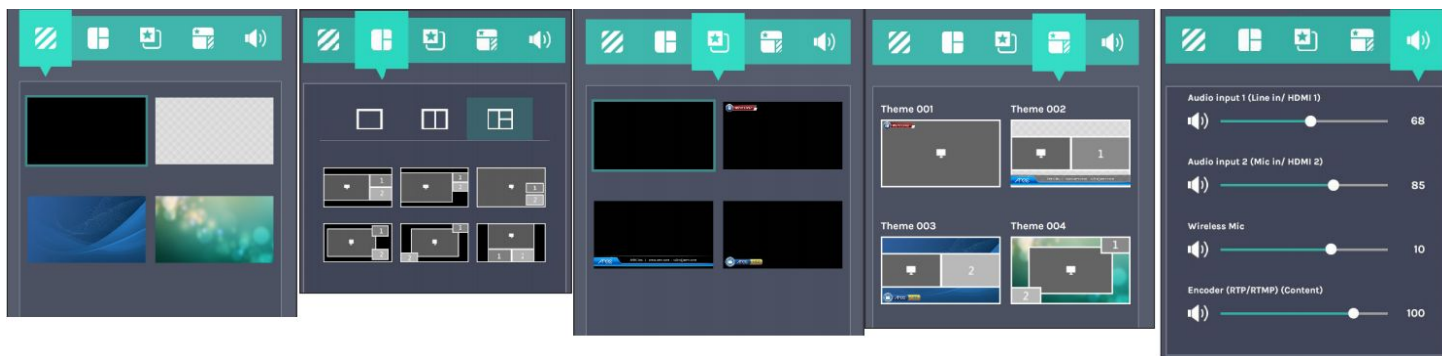 1
2
1
2
1
2
1
2
1
2
1
2
Theme 001
Theme 002
1
Theme 003
Theme 004
2
1
2
Audio input 1 (Line in/ HDMI 1)
68
Audio input 2 (Mic in/ HDMI 2)
85
Wireless Mic
10
Encoder (RTP/RTMP) (Content)
100